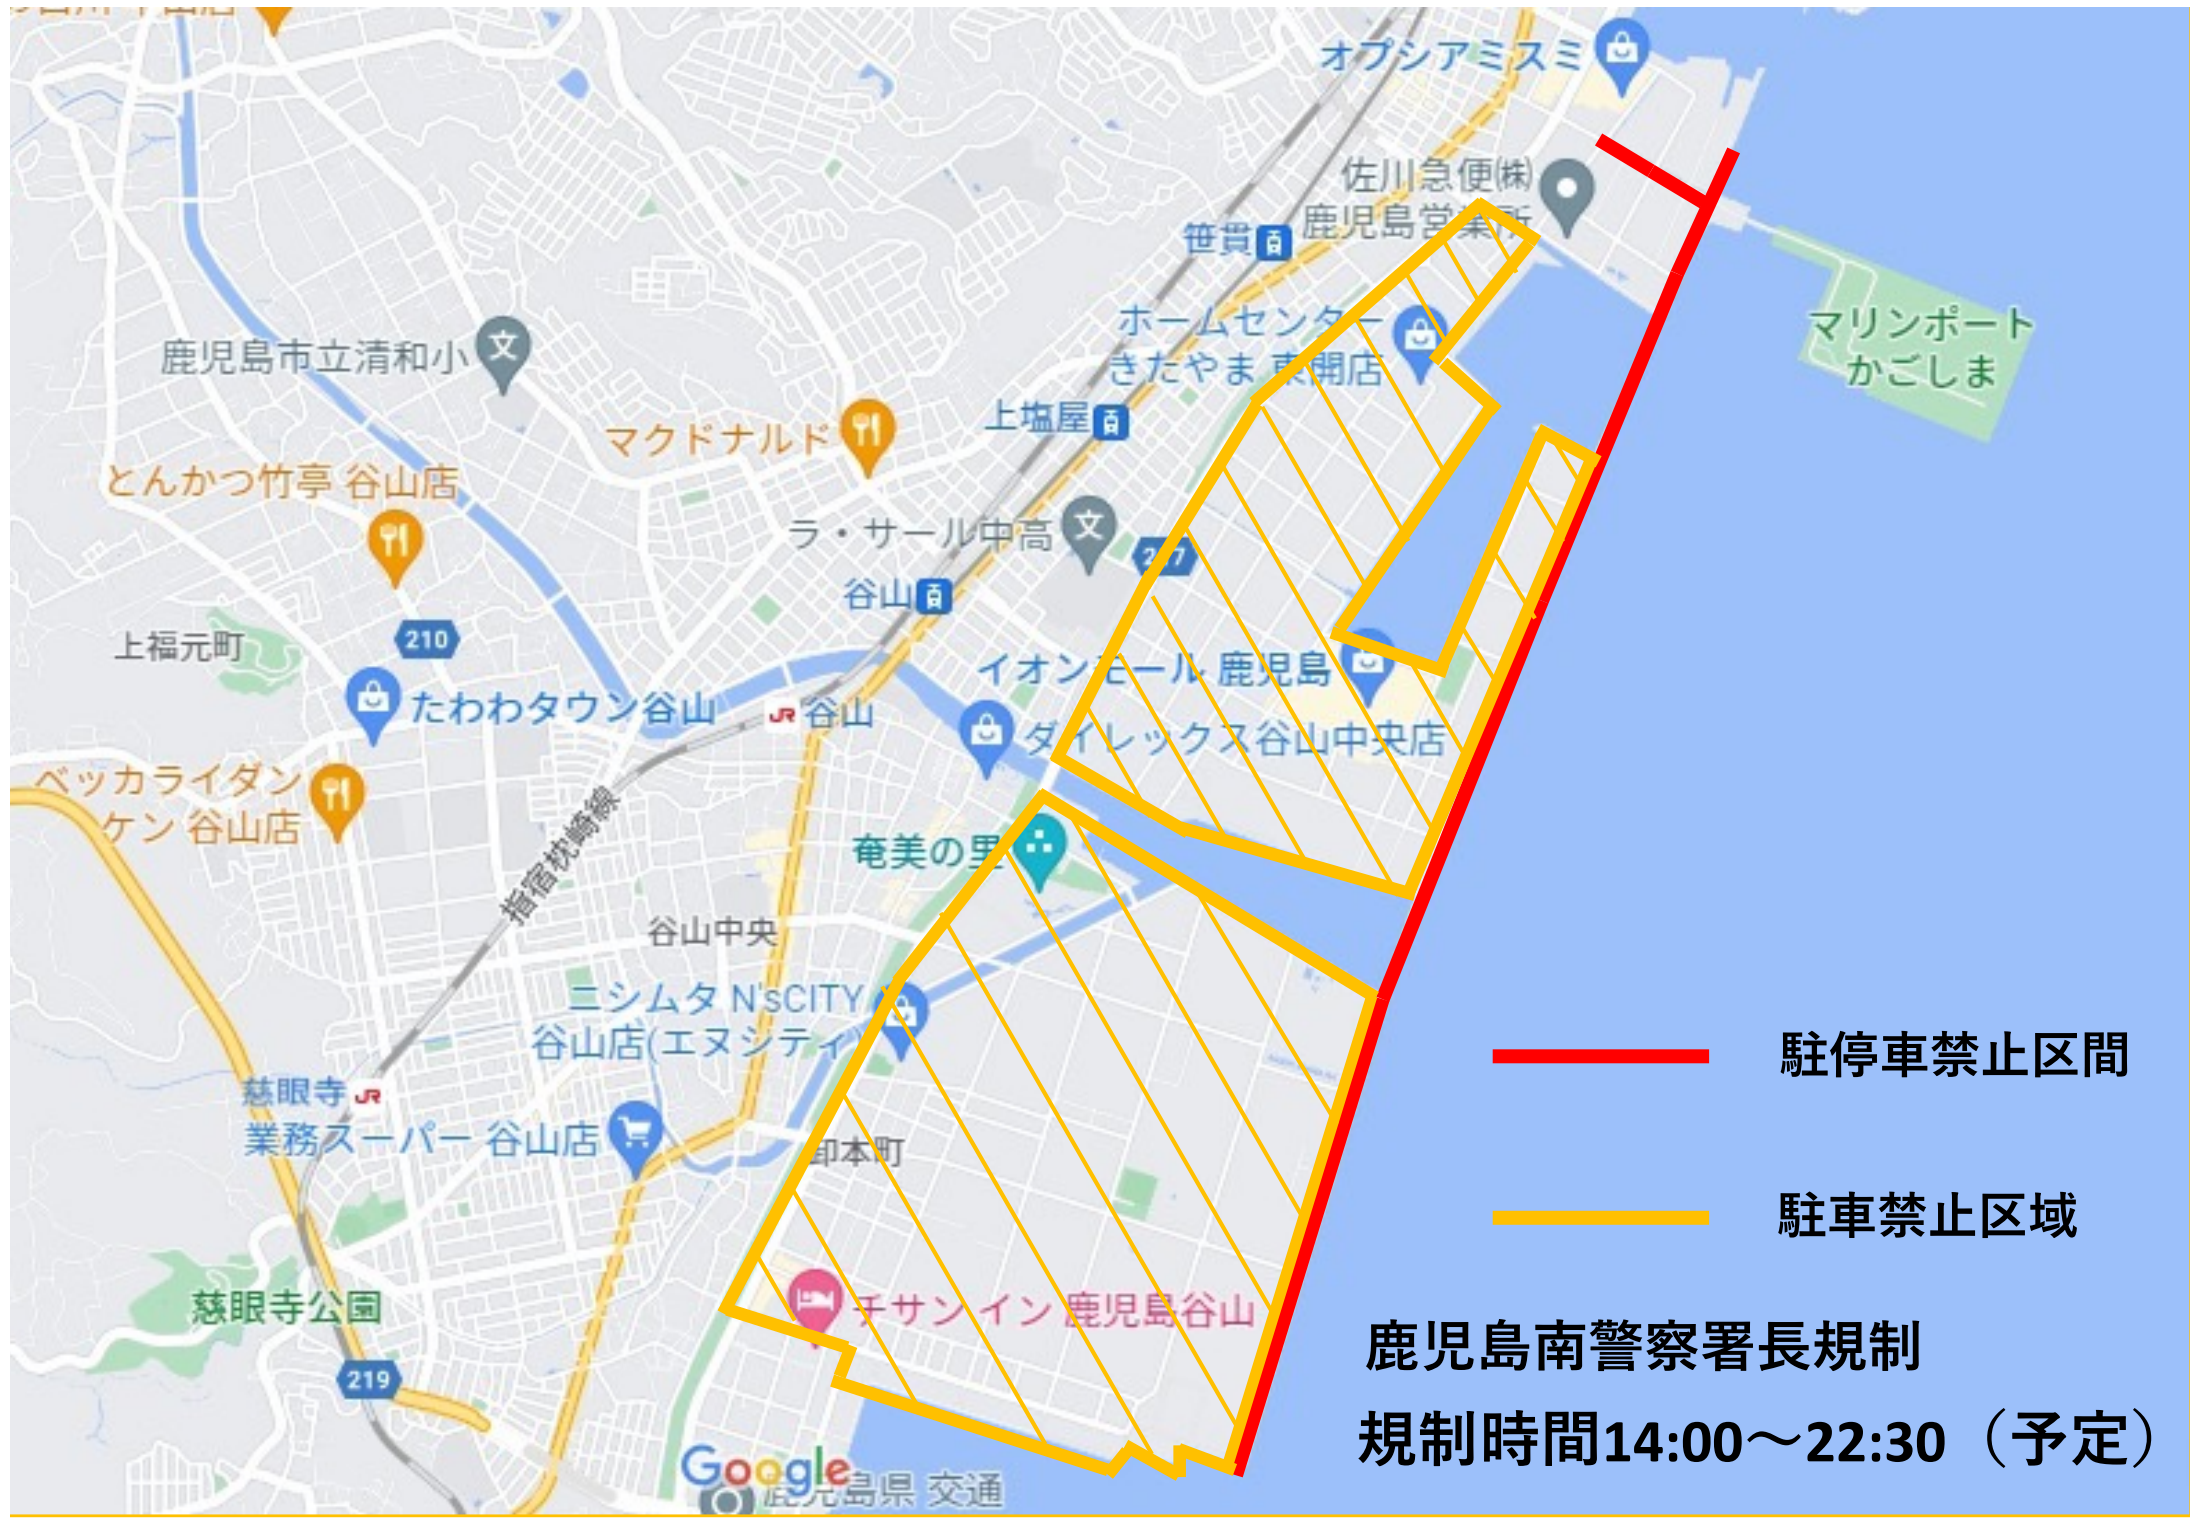 オプシアミスミ
佐川急便㈱
鹿児島営業所
笹貫
マリンポート
かごしま
ホームセンター
きたやま 東開店
鹿児島市立清和小
上塩屋
マクドナルド
とんかつ竹亭 谷山店
ラ・サール中高
217
谷山
210
上福元町
イオンモール 鹿児島
たわわタウン谷山
JR 谷山
ダイレックス谷山中央店
ベッカライダン
ケン 谷山店
指宿枕崎線
奄美の里
谷山中央
ニシムタ N'sCITY
谷山店(エヌシティ)
駐停車禁止区間
慈眼寺 JR
業務スーパー 谷山店
卸本町
駐車禁止区域
慈眼寺公園
チサン イン 鹿児島谷山
鹿児島南警察署長規制
219
規制時間14:00～22:30（予定）
Google
鹿児島県 交通